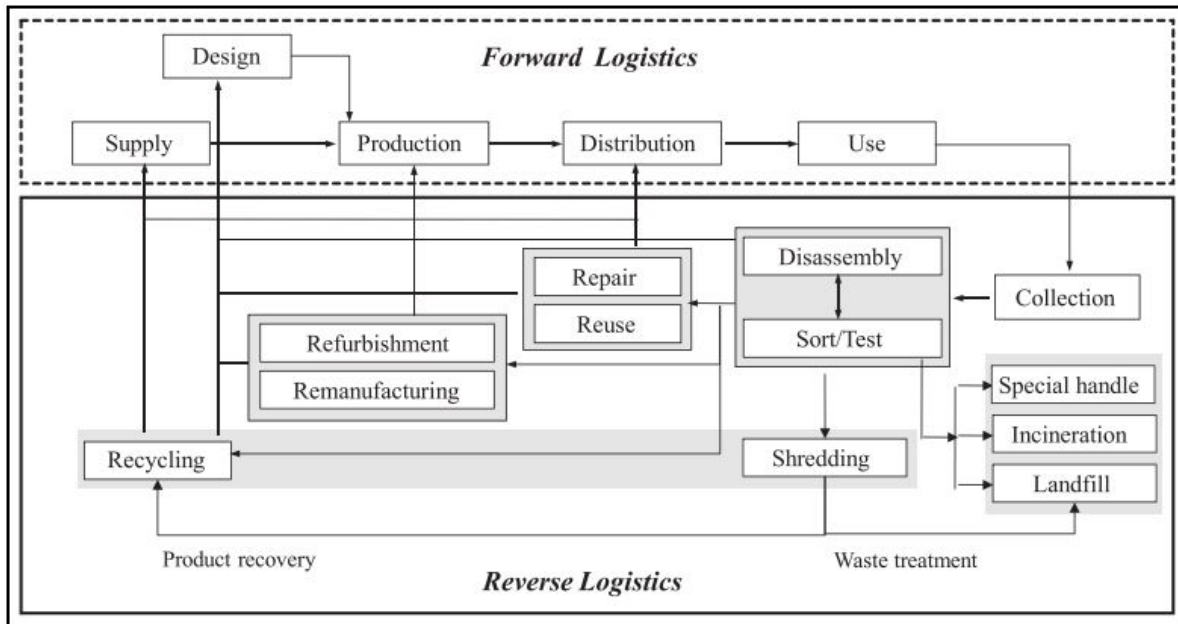 Design
Forward Logistics
Supply
Production
Distribution
Use
Disassembly
Repair
Collection
Reuse
Sort/Test
Refurbishment
Remanufacturing
Special handle
Incineration
Recycling
Shredding
Landfill
Product recovery
Waste treatment
Reverse Logistics